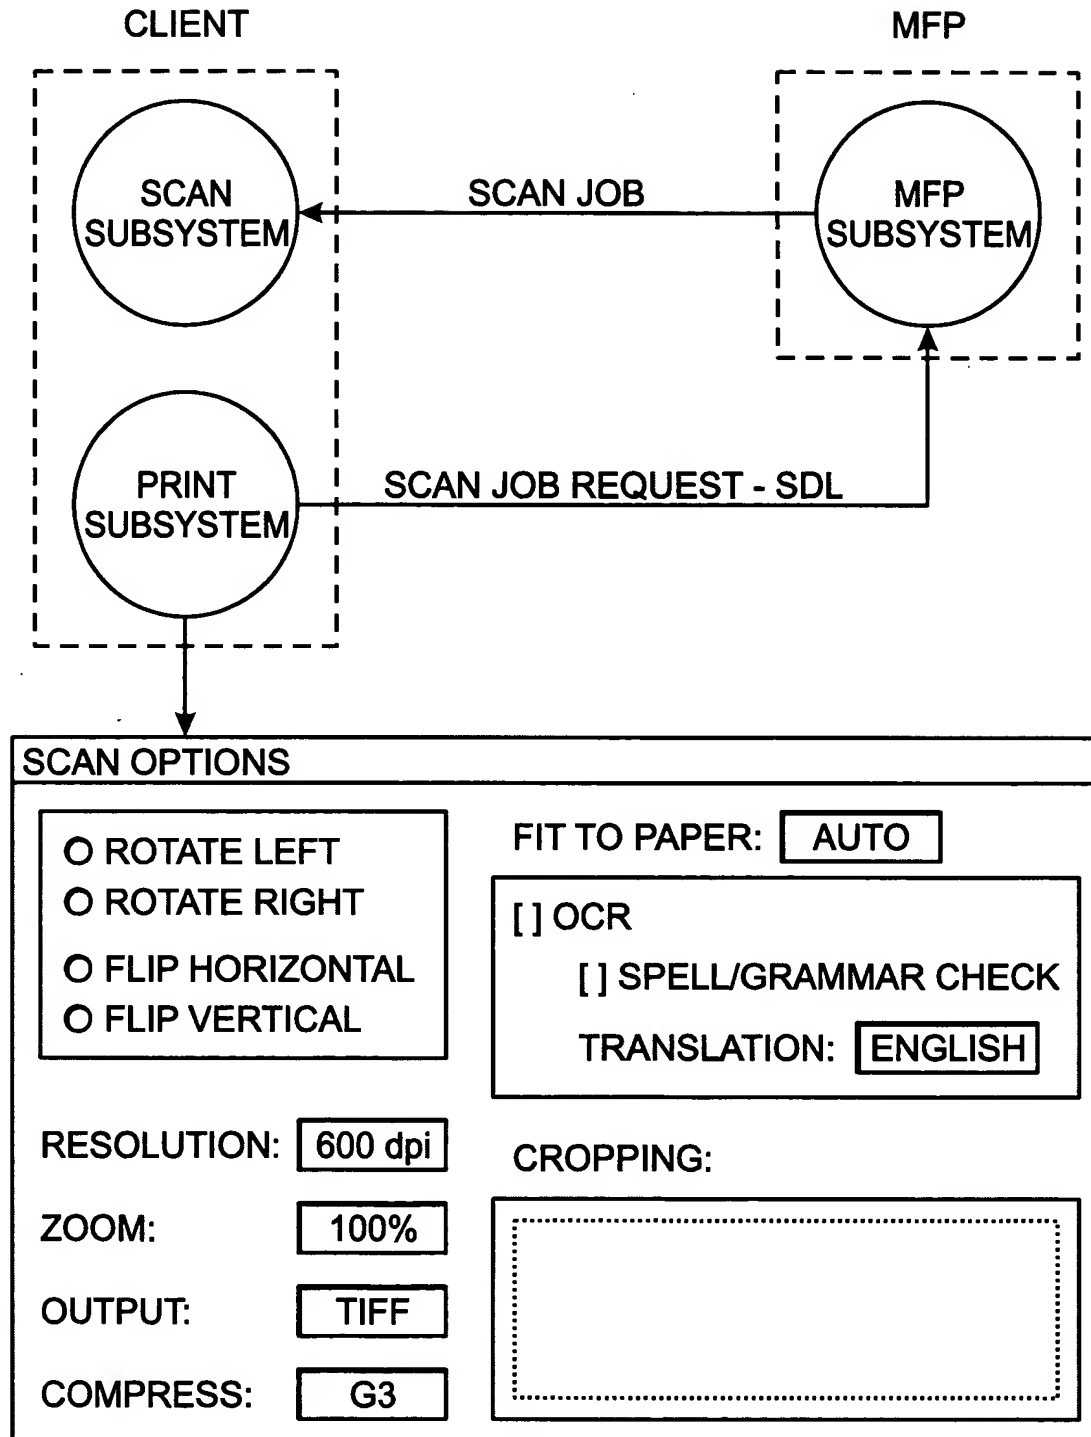 CLIENT
MFP
SCAN
SUBSYSTEM
SCAN JOB
MFP
SUBSYSTEM
PRINT
SUBSYSTEM
SCAN JOB REQUEST - SDL
SCAN OPTIONS
ROTATE LEFT
ROTATE RIGHT
FLIP HORIZONTAL
FLIP VERTICAL
FIT TO PAPER: AUTO
[ ] OCR
[ ] SPELL/GRAMMAR CHECK
TRANSLATION: ENGLISH
RESOLUTION: 600 dpi
ZOOM: 100%
OUTPUT: TIFF
COMPRESS: G3
CROPPING: